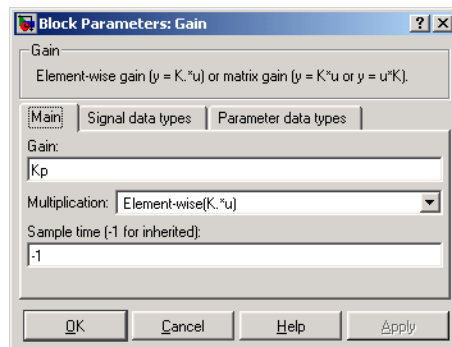 Block Parameters: Gain
Gain
Element-wise gain (y = K.*u) or matrix gain (y = K*u or y = u*K).
Main Signal data types Parameter data types
Gain:
Kp
Multiplication: Element-wise(K.*u)
Sample time (-1 for inherited):
-1
OK Cancel Help Apply